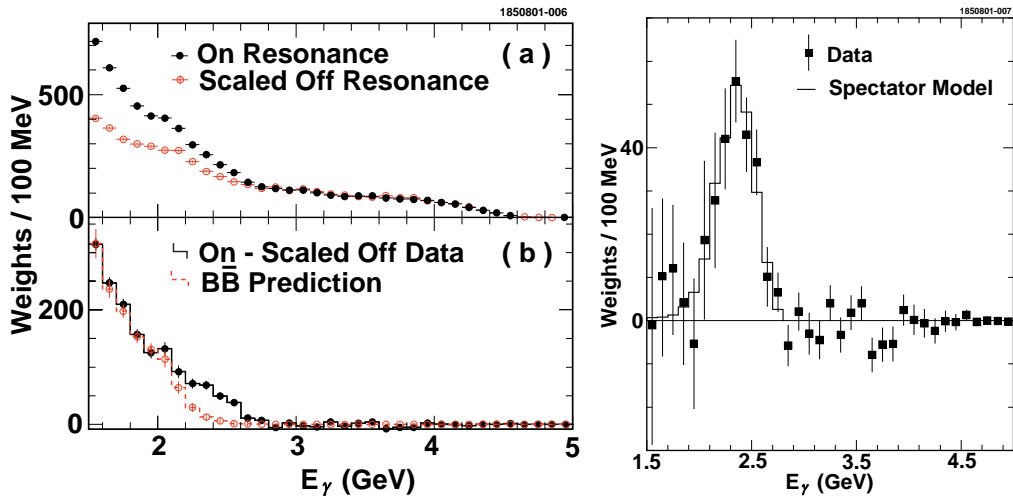 1850801-006
( a )
On Resonance
Scaled Off Resonance
500
0
Weights / 100 MeV
( b )
On - Scaled Off Data
BB̄ Prediction
200
0
2 3 4 5
Eγ (GeV)
1850801-007
Data
Spectator Model
40
0
Weights / 100 MeV
1.5 2.5 3.5 4.5
Eγ (GeV)